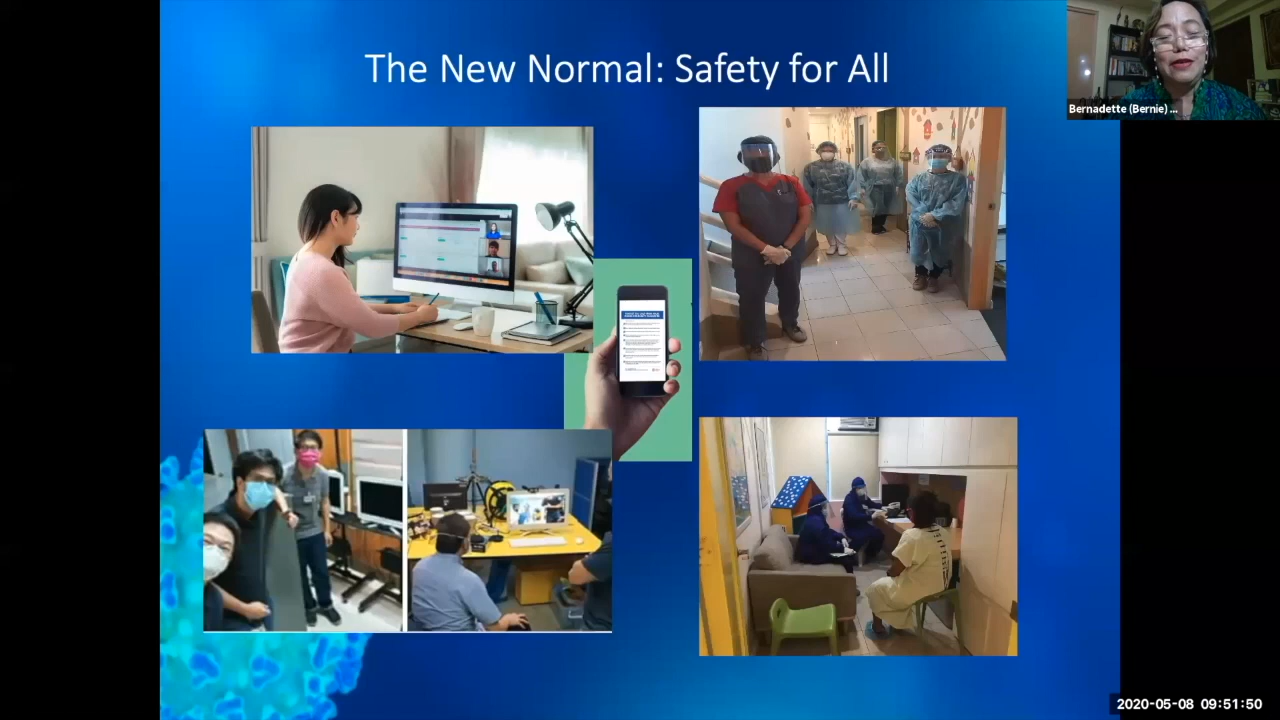 The New Normal: Safety for All
Bernadette (Bernie) ...
2020-05-08 09:51:50